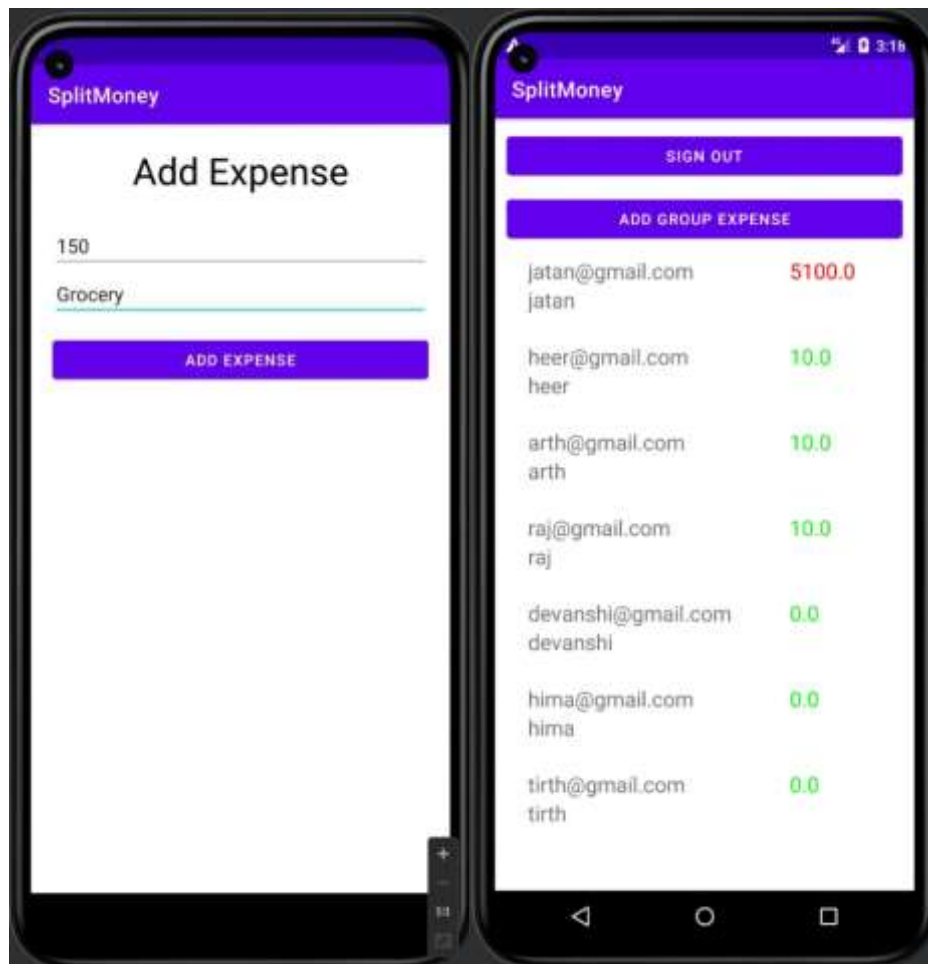 SplitMoney
Add Expense
150
Grocery
ADD EXPENSE
3:16
SplitMoney
SIGN OUT
ADD GROUP EXPENSE
jatan@gmail.com 5100.0
jatan
heer@gmail.com 10.0
heer
arth@gmail.com 10.0
arth
raj@gmail.com 10.0
raj
devanshi@gmail.com 0.0
devanshi
hima@gmail.com 0.0
hima
tirth@gmail.com 0.0
tirth